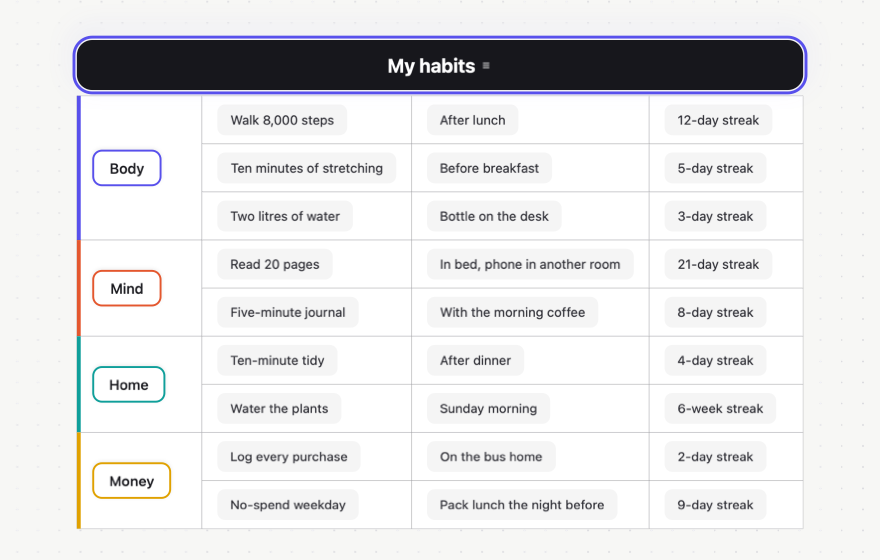 My habits
Body
Walk 8,000 steps
After lunch
12-day streak
Ten minutes of stretching
Before breakfast
5-day streak
Two litres of water
Bottle on the desk
3-day streak
Mind
Read 20 pages
In bed, phone in another room
21-day streak
Five-minute journal
With the morning coffee
8-day streak
Home
Ten-minute tidy
After dinner
4-day streak
Water the plants
Sunday morning
6-week streak
Money
Log every purchase
On the bus home
2-day streak
No-spend weekday
Pack lunch the night before
9-day streak